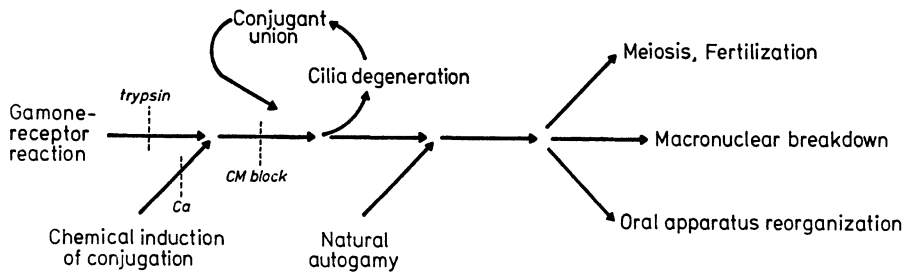 Conjugant
union
Cilia degeneration
Meiosis, Fertilization
trypsin
Gamone-
receptor
reaction
CM block
Ca
Macronuclear breakdown
Chemical induction
of conjugation
Natural
autogamy
Oral apparatus reorganization